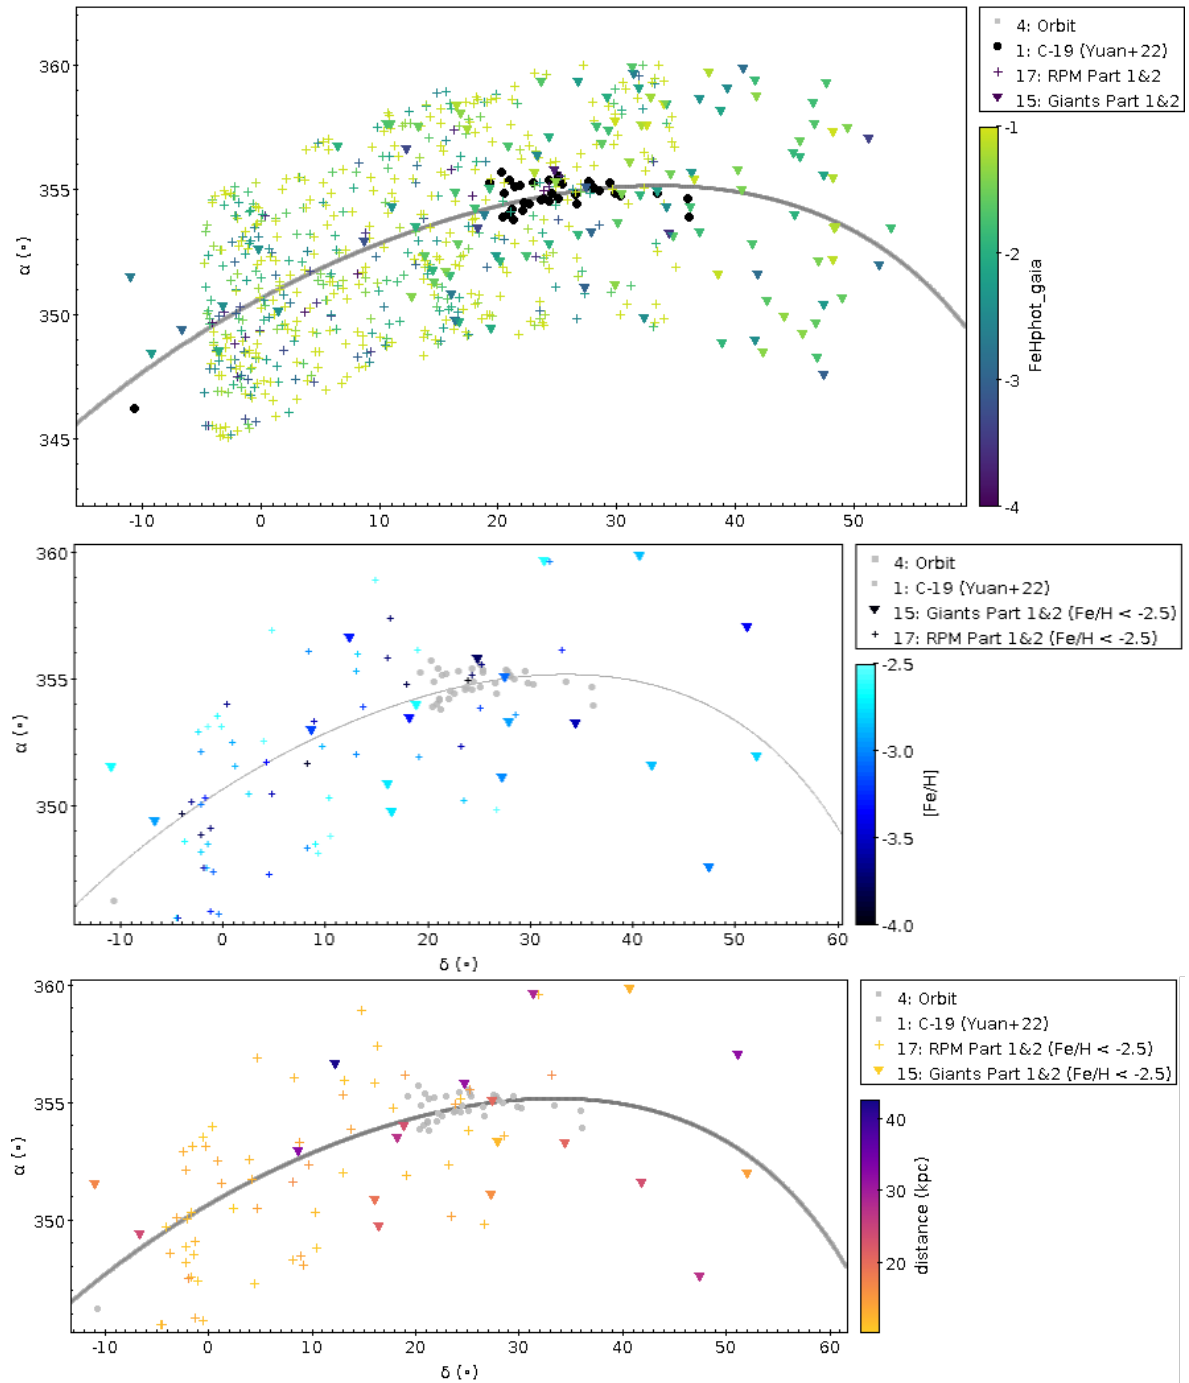 4: Orbit
1: C-19 (Yuan+22)
17: RPM Part 1&2
15: Giants Part 1&2
360
355
350
345
α (∘)
-10 0 10 20 30 40 50
-1
-2
-3
-4
FeHphot_gaia
4: Orbit
1: C-19 (Yuan+22)
15: Giants Part 1&2 (Fe/H < -2.5)
17: RPM Part 1&2 (Fe/H < -2.5)
360
355
350
α (∘)
-10 0 10 20 30 40 50 60
δ (∘)
-2.5
-3.0
-3.5
-4.0
[Fe/H]
4: Orbit
1: C-19 (Yuan+22)
17: RPM Part 1&2 (Fe/H < -2.5)
15: Giants Part 1&2 (Fe/H < -2.5)
360
355
350
α (∘)
-10 0 10 20 30 40 50 60
δ (∘)
40
30
20
distance (kpc)